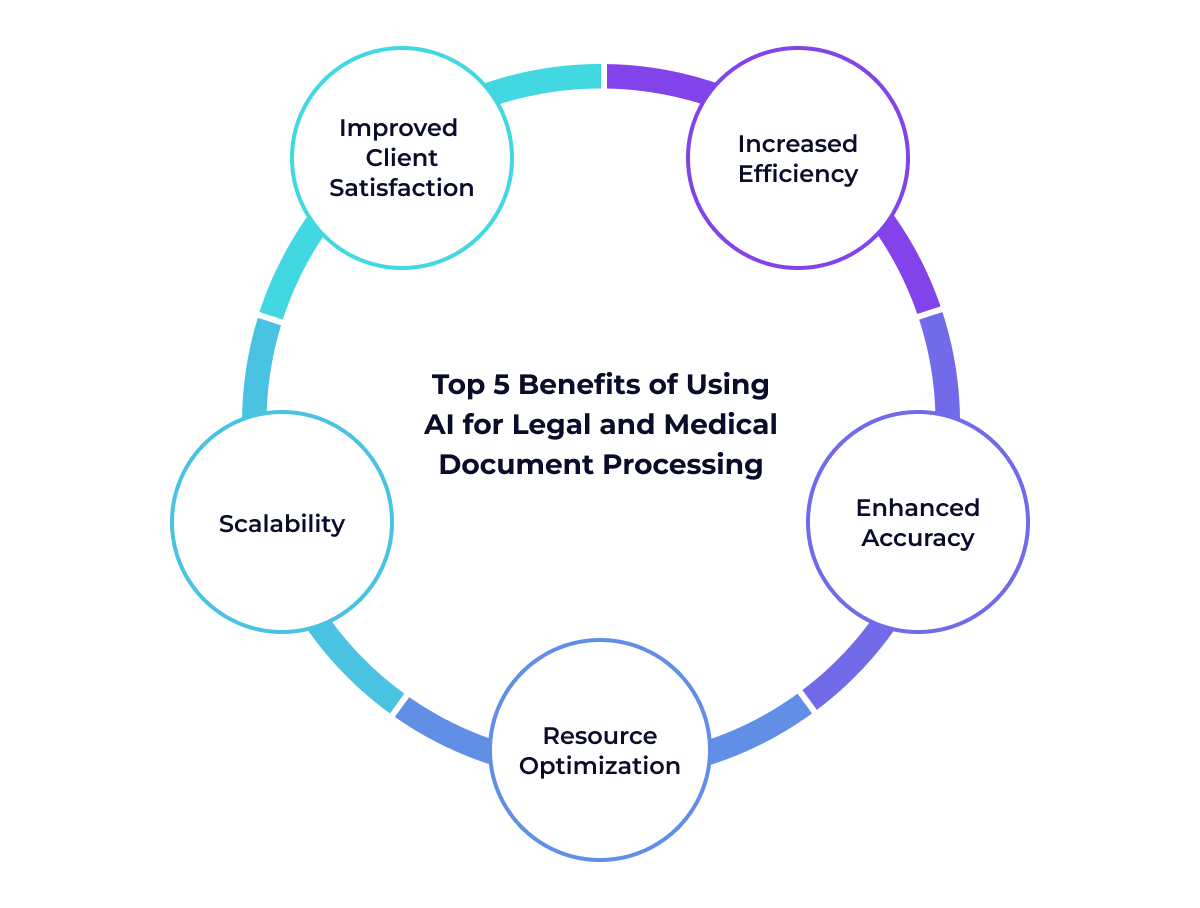 Improved
Client
Satisfaction
Increased
Efficiency
Top 5 Benefits of Using
AI for Legal and Medical
Document Processing
Scalability
Enhanced
Accuracy
Resource
Optimization